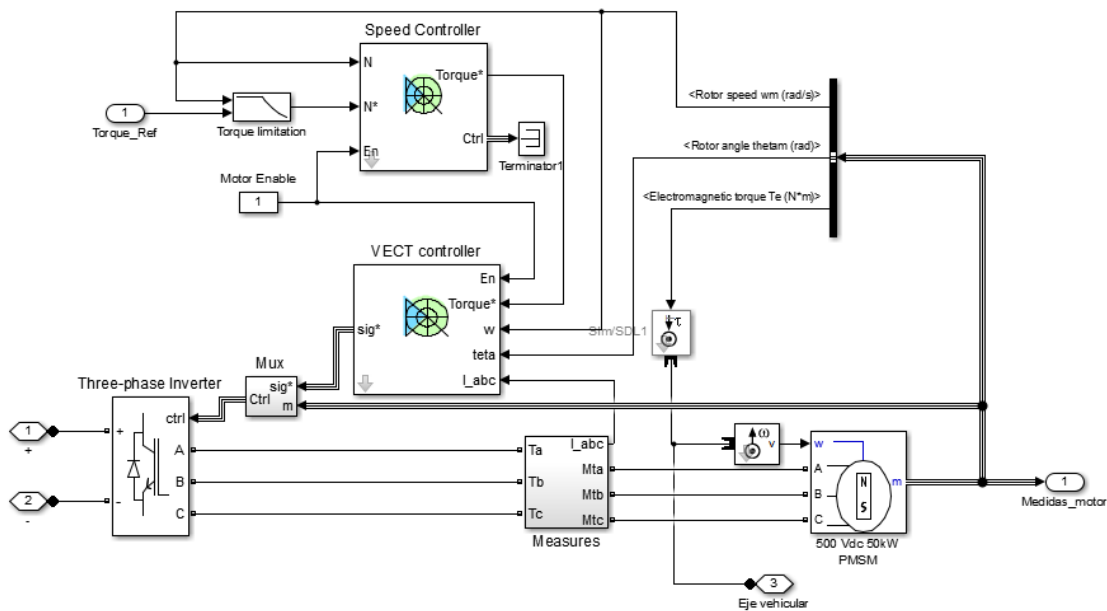 Speed Controller
N
Torque*
N*
Ctrl
En
1
Torque_Ref
Torque limitation
Terminator1
Motor Enable
1
<Rotor speed wm (rad/s)>
<Rotor angle thetam (rad)>
<Electromagnetic torque Te (N*m)>
VECT controller
En
Torque*
sig*
w
teta
I_abc
τ
Sfm/SDL1
Mux
sig*
Ctrl
m
Three-phase Inverter
ctrl
1
+
+
A
B
C
2
-
-
Ta
Tb
Tc
I_abc
Mta
Mtb
Mtc
Measures
ω
v
w
A
B
C
N
S
m
500 Vdc 50kW
PMSM
1
Medidas_motor
3
Eje vehicular